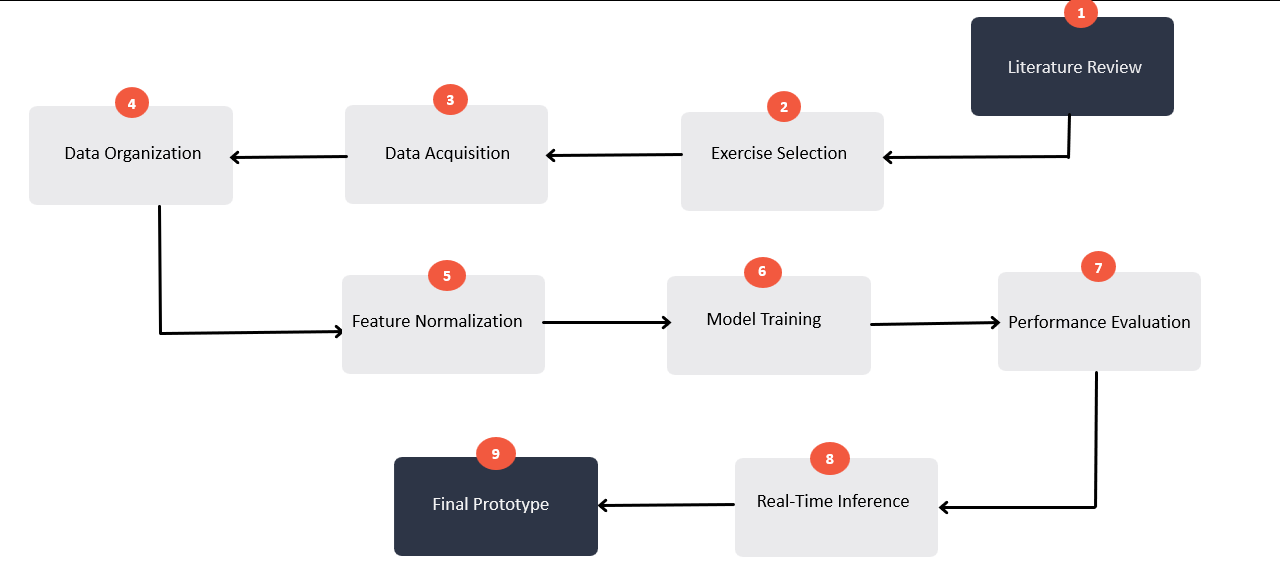 1
Literature Review
2
Exercise Selection
3
Data Acquisition
4
Data Organization
5
Feature Normalization
6
Model Training
7
Performance Evaluation
8
Real-Time Inference
9
Final Prototype